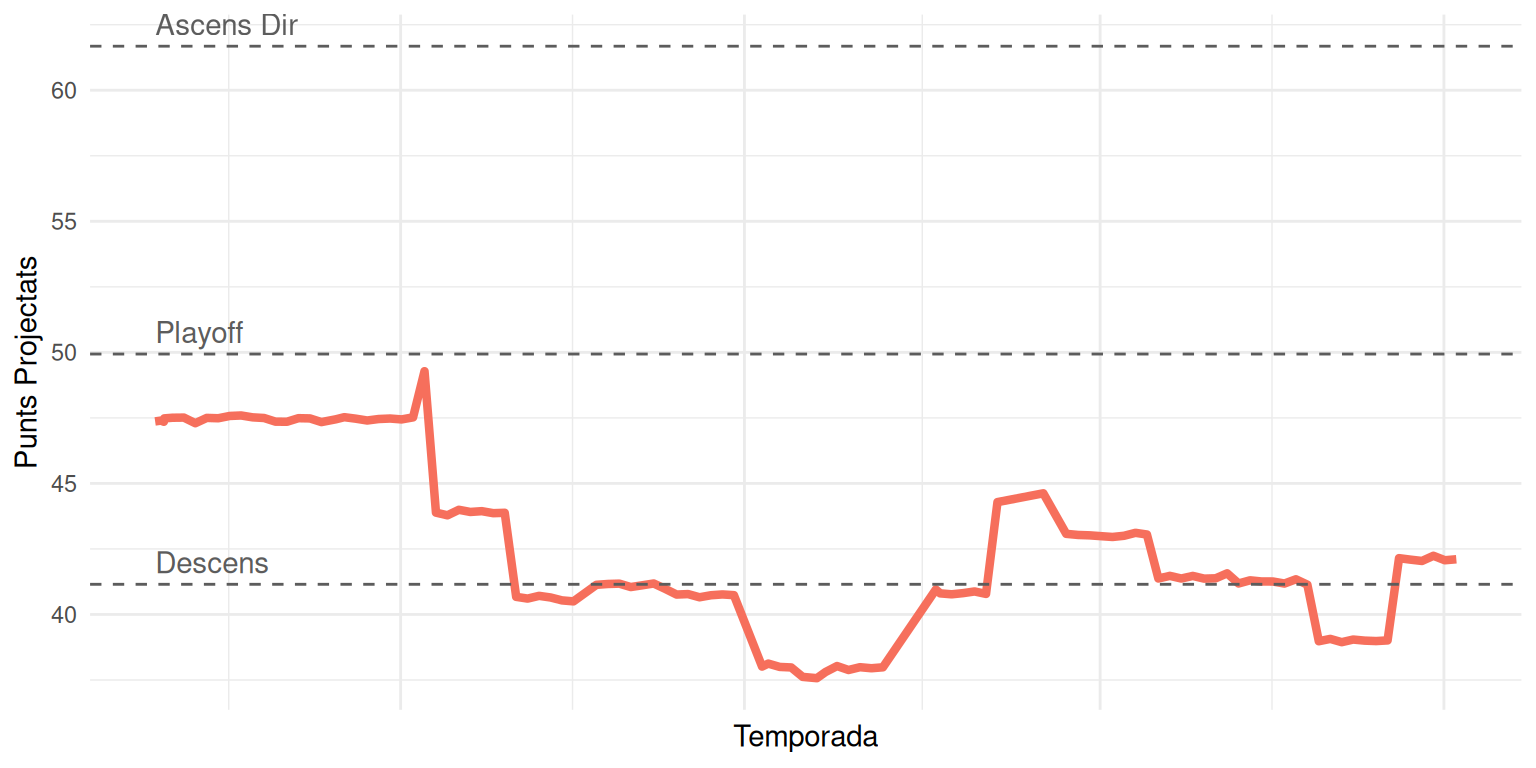 Ascens Dir
60
55
Playoff
50
45
Descens
40
Punts Projectats
Temporada